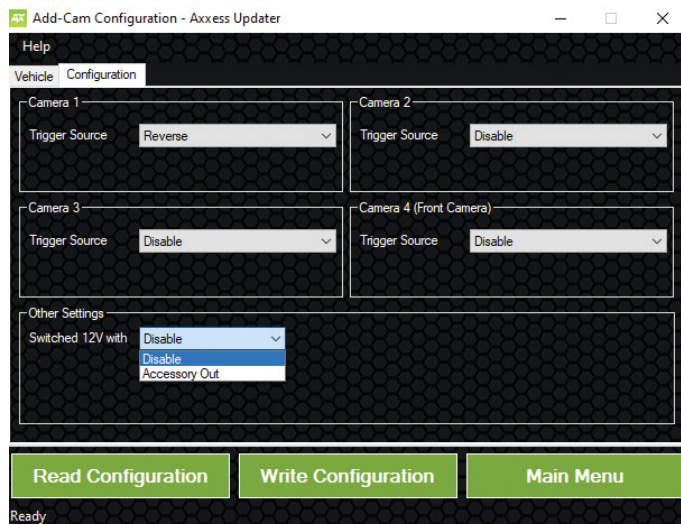 AX Add-Cam Configuration - Axxess Updater
Help
Vehicle Configuration
Camera 1
Trigger Source Reverse
Camera 2
Trigger Source Disable
Camera 3
Trigger Source Disable
Camera 4 (Front Camera)
Trigger Source Disable
Other Settings
Switched 12V with Disable
Disable
Accessory Out
Read Configuration Write Configuration Main Menu
Ready